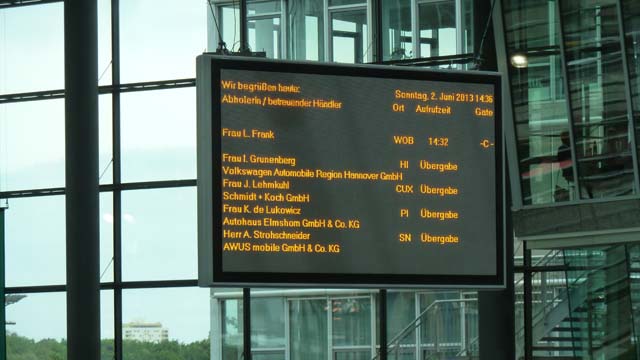 Wir begrüßen heute: Sonntag, 2. Juni 2013 14:36
Abholerin / betreuender Händler Ort Aufrufzeit Gate
Frau L. Frank WOB 14:32 -C-
Frau I. Grunenberg HI Übergabe
Volkswagen Automobile Region Hannover GmbH
Frau J. Lehmkuhl CUX Übergabe
Schmidt + Koch GmbH
Frau K. de Lukowicz PI Übergabe
Autohaus Elmshorn GmbH & Co. KG
Herr A. Strohschneider SN Übergabe
AWUS mobile GmbH & Co. KG